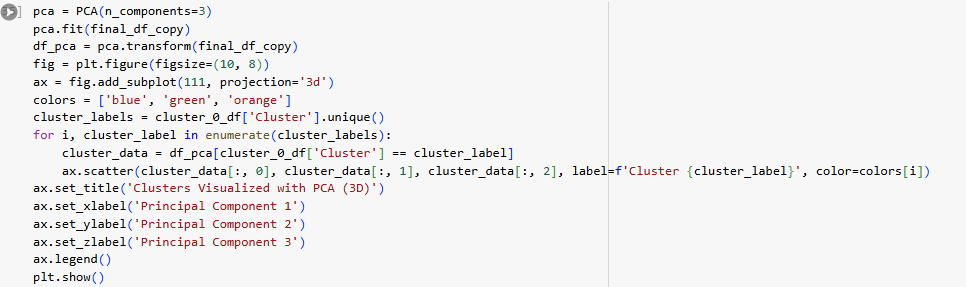 pca = PCA(n_components=3)
pca.fit(final_df_copy)
df_pca = pca.transform(final_df_copy)
fig = plt.figure(figsize=(10, 8))
ax = fig.add_subplot(111, projection='3d')
colors = ['blue', 'green', 'orange']
cluster_labels = cluster_0_df['Cluster'].unique()
for i, cluster_label in enumerate(cluster_labels):
    cluster_data = df_pca[cluster_0_df['Cluster'] == cluster_label]
    ax.scatter(cluster_data[:, 0], cluster_data[:, 1], cluster_data[:, 2], label=f'Cluster {cluster_label}', color=colors[i])
ax.set_title('Clusters Visualized with PCA (3D)')
ax.set_xlabel('Principal Component 1')
ax.set_ylabel('Principal Component 2')
ax.set_zlabel('Principal Component 3')
ax.legend()
plt.show()